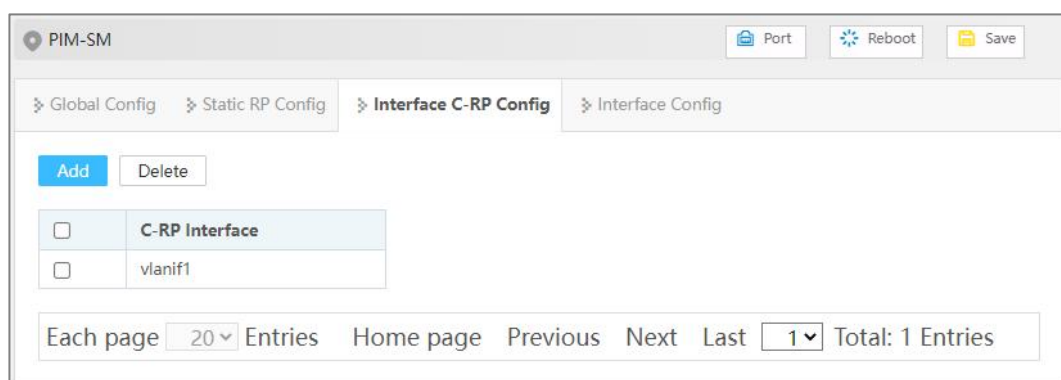 PIM-SM Port Reboot Save
Global Config Static RP Config Interface C-RP Config Interface Config
Add Delete
C-RP Interface
vlanif1
Each page 20 Entries Home page Previous Next Last 1 Total: 1 Entries